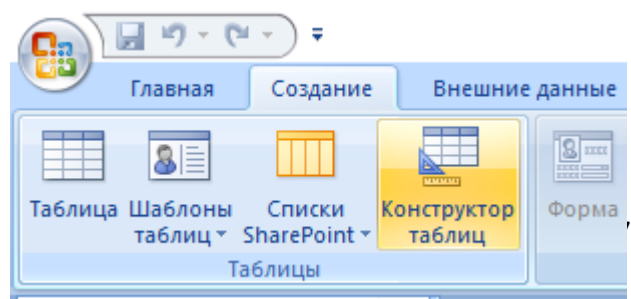 Главная Создание Внешние данные
Таблица Шаблоны таблиц Списки SharePoint Конструктор таблиц Форма
Таблицы